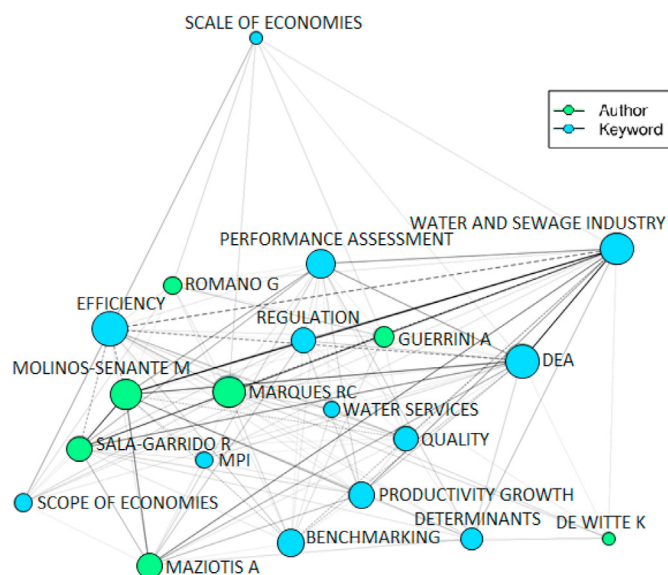 SCALE OF ECONOMIES
Author
Keyword
WATER AND SEWAGE INDUSTRY
PERFORMANCE ASSESSMENT
ROMANO G
EFFICIENCY
REGULATION
GUERRINI A
DEA
MOLINOS-SENANTE M
MARQUES RC
WATER SERVICES
SALA-GARRIDO R
QUALITY
MPI
SCOPE OF ECONOMIES
PRODUCTIVITY GROWTH
DETERMINANTS
DE WITTE K
BENCHMARKING
MAZIOTIS A